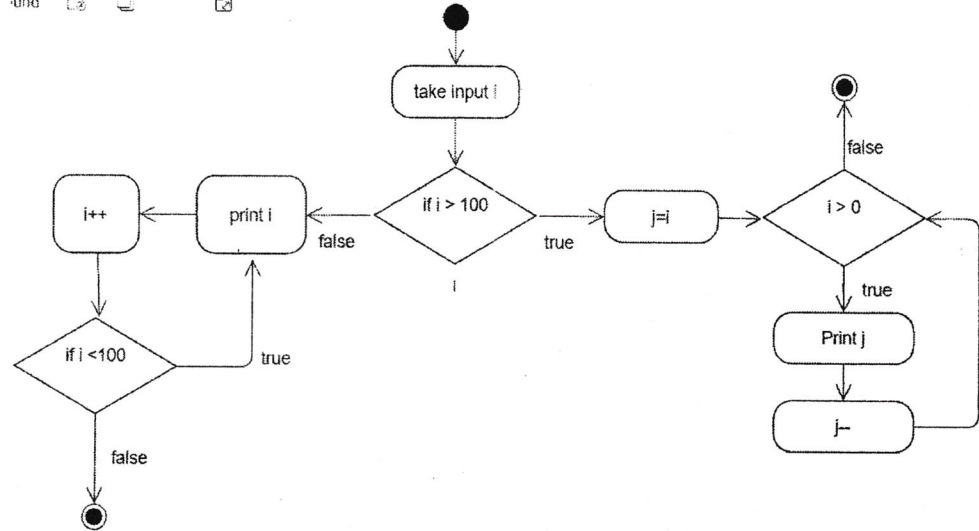 take input i
if i > 100
false
true
i++
print i
j=i
i > 0
false
true
Print j
j--
if i <100
true
false